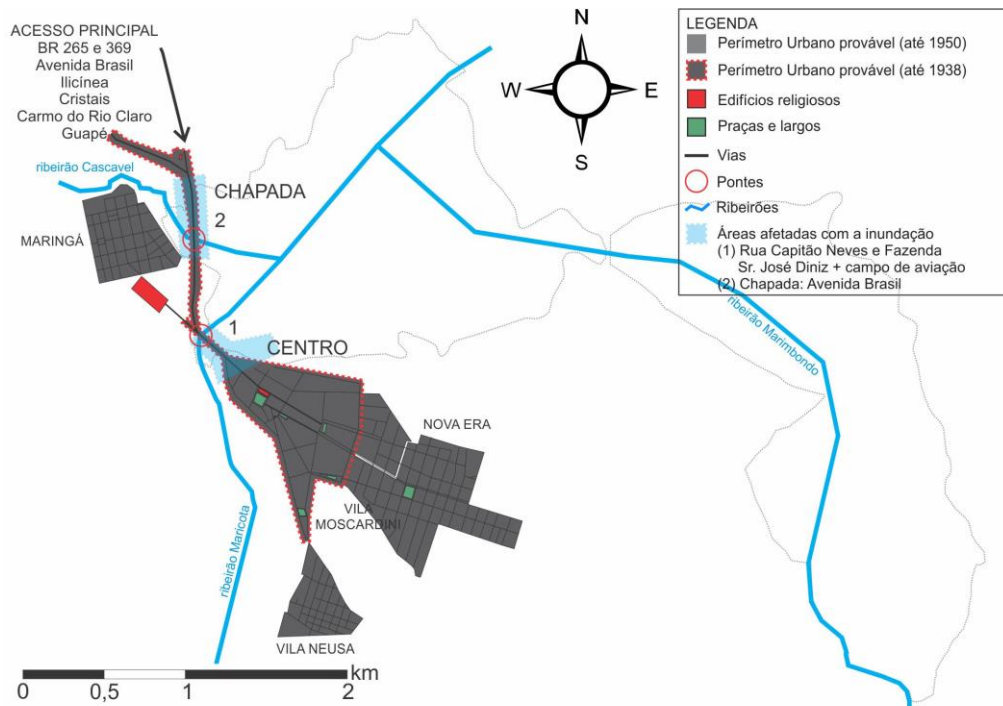 ACESSO PRINCIPAL
BR 265 e 369
Avenida Brasil
Ilicínea
Cristais
Carmo do Rio Claro
Guapé
ribeirão Cascavel
CHAPADA
2
MARINGÁ
1
CENTRO
NOVA ERA
VILA
MOSCARDINI
VILA NEUSA
ribeirão Maricota
ribeirão Marimbondo
N
W
E
S
LEGENDA
Perímetro Urbano provável (até 1950)
Perímetro Urbano provável (até 1938)
Edifícios religiosos
Praças e largos
Vias
Pontes
Ribeirões
Áreas afetadas com a inundação
(1) Rua Capitão Neves e Fazenda
Sr. José Diniz + campo de aviação
(2) Chapada: Avenida Brasil
km
0 0,5 1 2